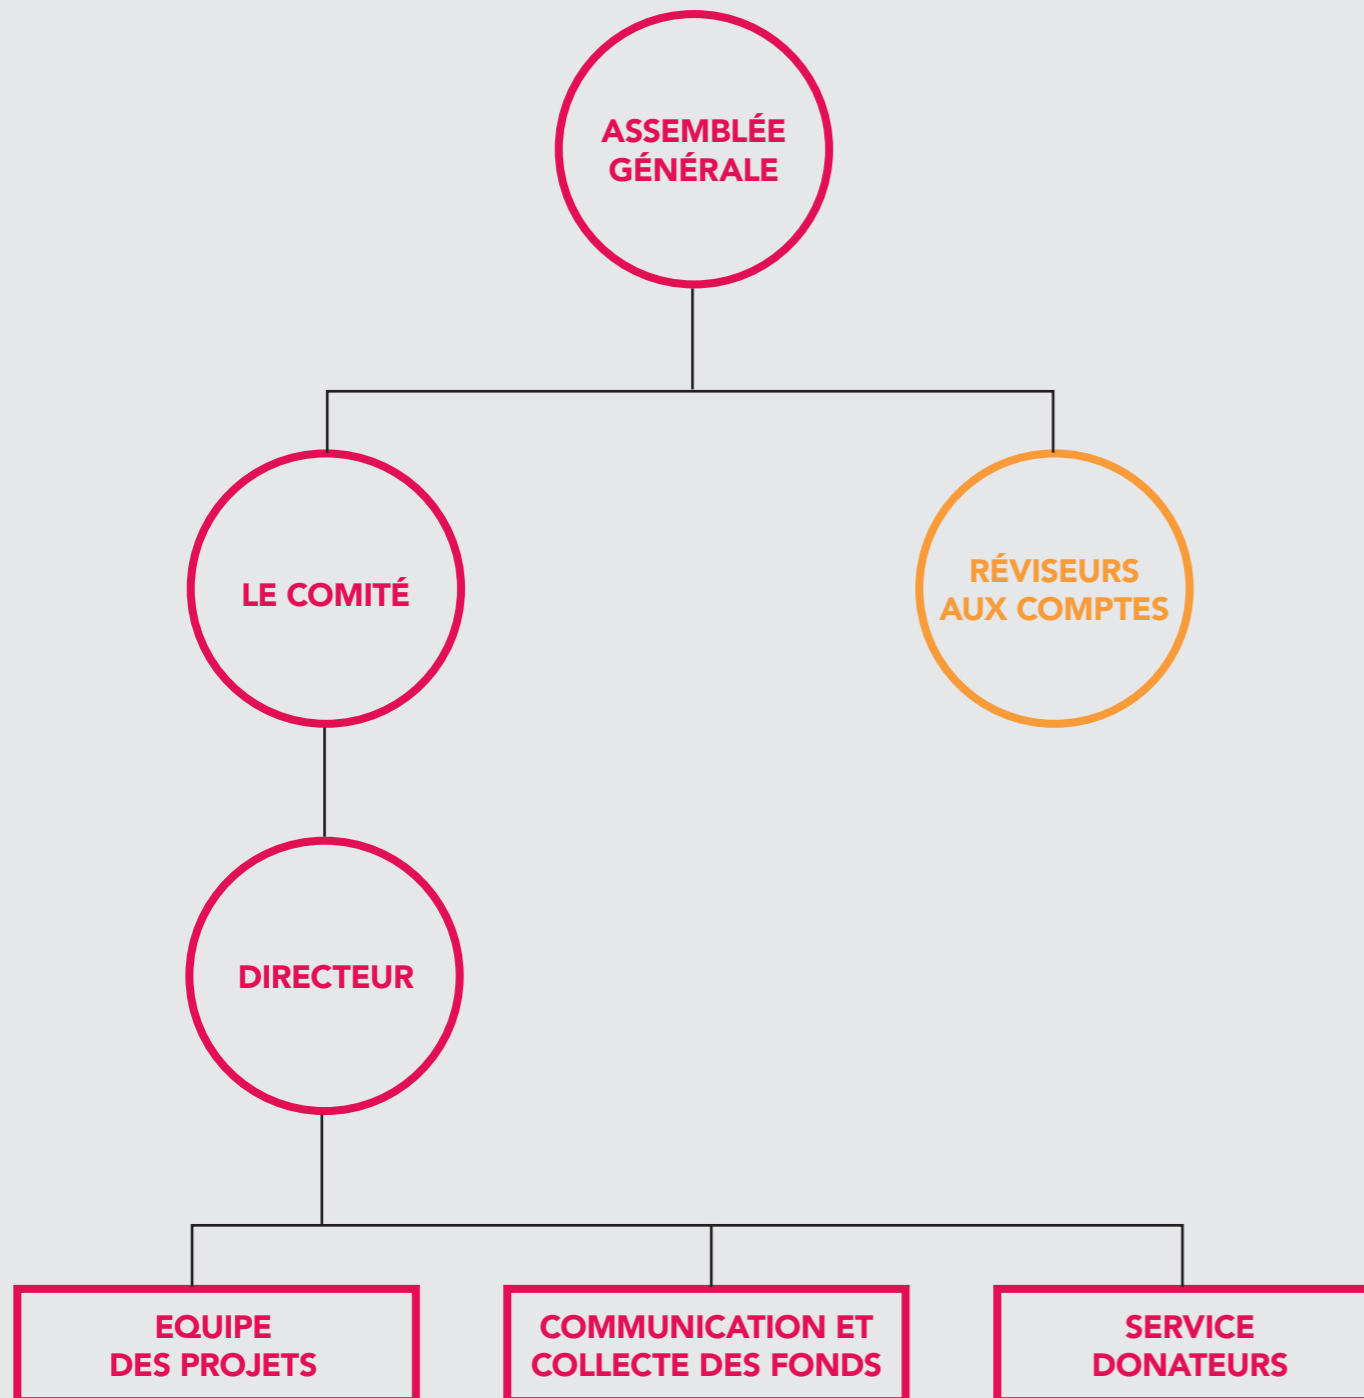 ASSEMBLÉE
GÉNÉRALE
LE COMITÉ
RÉVISEURS
AUX COMPTES
DIRECTEUR
EQUIPE
DES PROJETS
COMMUNICATION ET
COLLECTE DES FONDS
SERVICE
DONATEURS